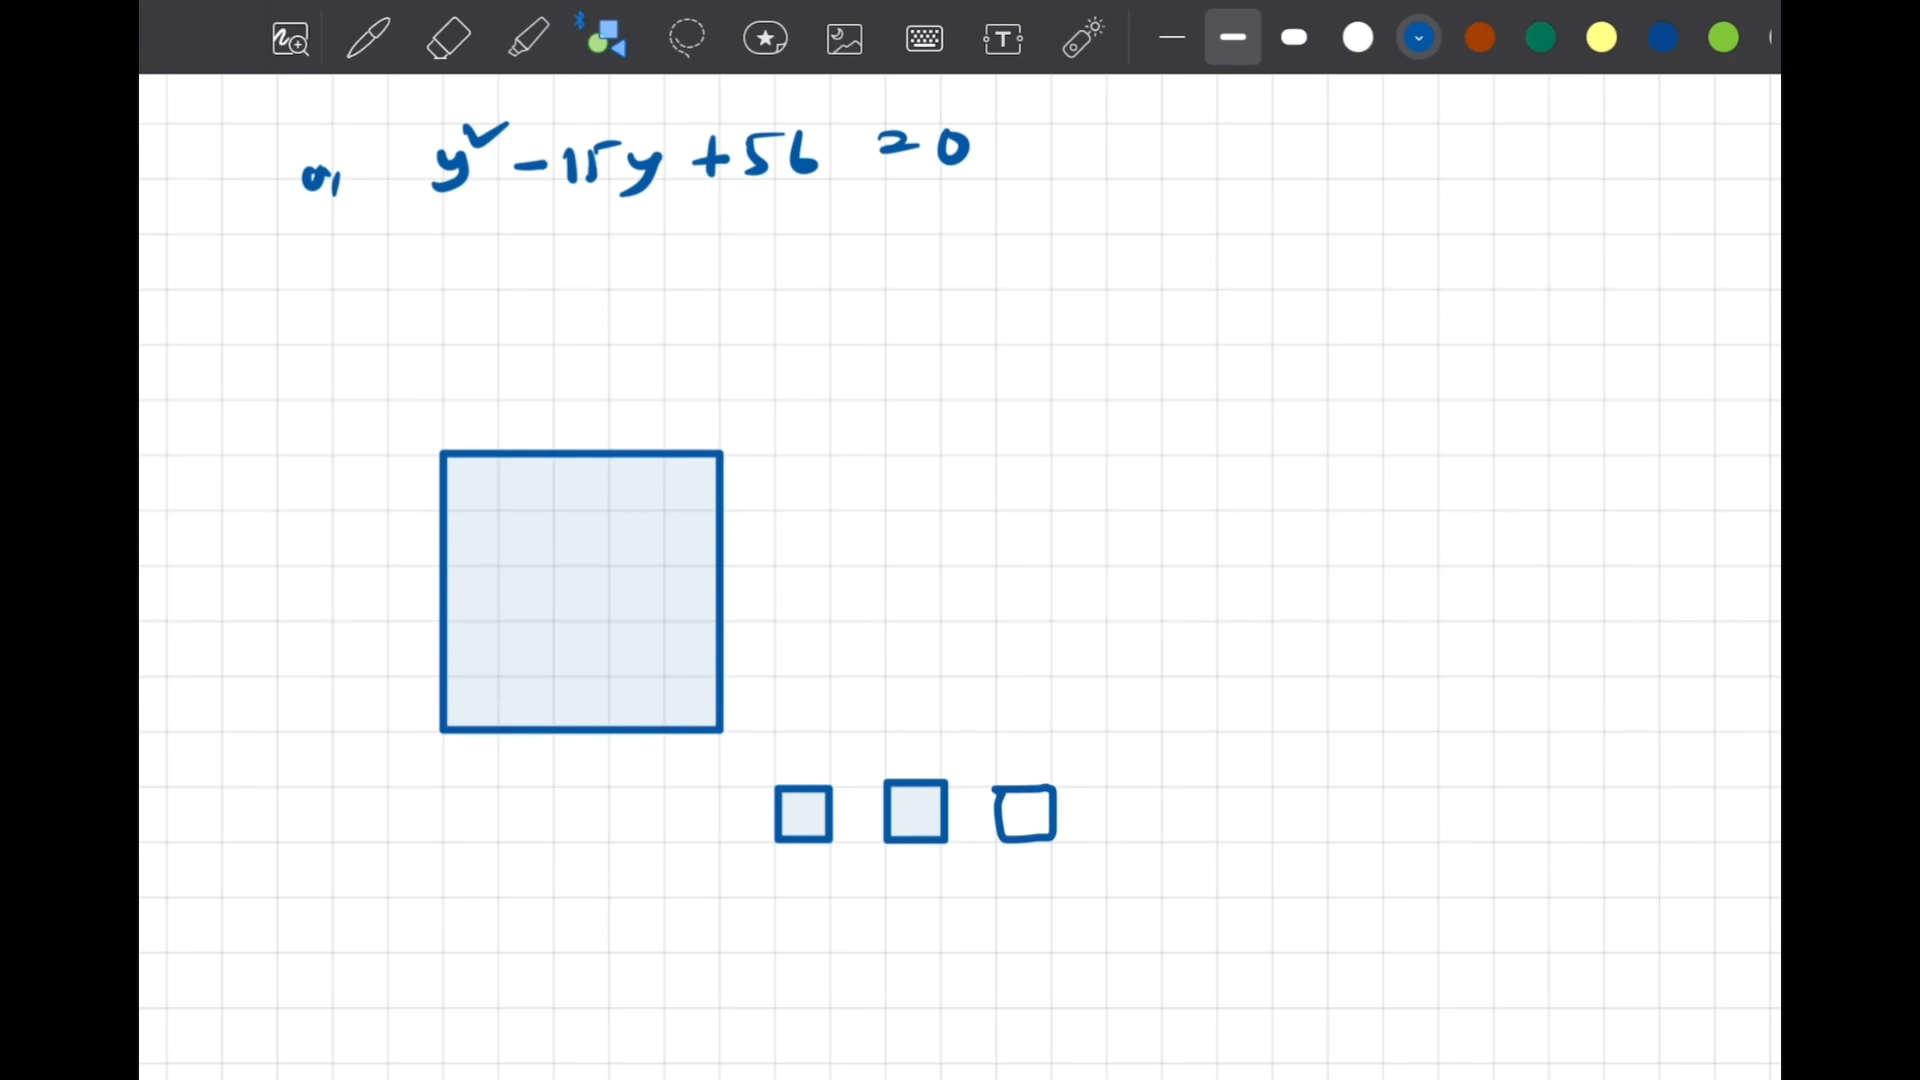 or, y² - 15y + 56 = 0